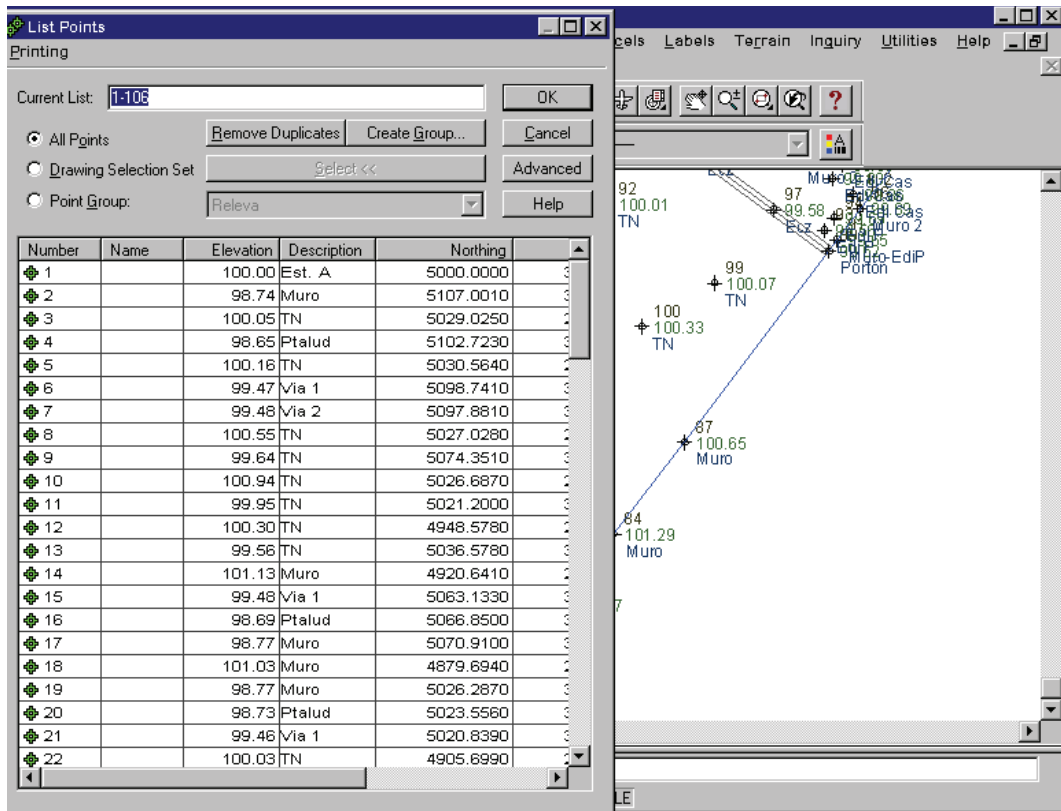 List Points
Printing
Current List: 1-106 OK
All Points Remove Duplicates Create Group... Cancel
Drawing Selection Set Select << Advanced
Point Group: Releva Help
Number Name Elevation Description Northing
1 100.00 Est. A 5000.0000
2 98.74 Muro 5107.0010
3 100.05 TN 5029.0250
4 98.65 Ptalud 5102.7230
5 100.16 TN 5030.5640
6 99.47 Via 1 5098.7410
7 99.48 Via 2 5097.8810
8 100.55 TN 5027.0280
9 99.64 TN 5074.3510
10 100.94 TN 5026.6870
11 99.95 TN 5021.2000
12 100.30 TN 4948.5780
13 99.56 TN 5036.5780
14 101.13 Muro 4920.6410
15 99.48 Via 1 5063.1330
16 98.69 Ptalud 5066.8500
17 98.77 Muro 5070.9100
18 101.03 Muro 4879.6940
19 98.77 Muro 5026.2870
20 98.73 Ptalud 5023.5560
21 99.46 Via 1 5020.8390
22 100.03 TN 4905.6990
cels Labels Terrain Inquiry Utilities Help
92
100.01
TN
97
99.58
Ecz
Muro 2
Muro-EdiP
Porton
99
100.07
TN
100
100.33
TN
87
100.65
Muro
84
101.29
Muro
7
LE